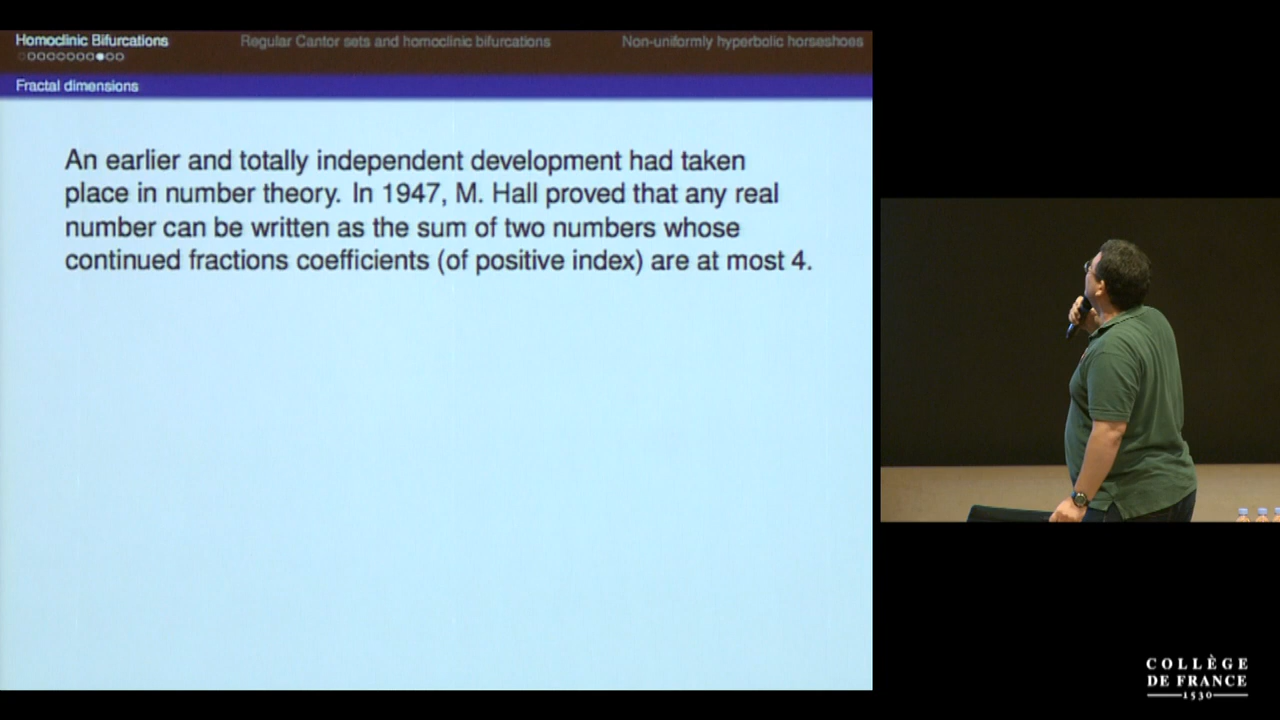 Homoclinic Bifurcations
Regular Cantor sets and homoclinic bifurcations
Non-uniformly hyperbolic horseshoes
Fractal dimensions
An earlier and totally independent development had taken
place in number theory. In 1947, M. Hall proved that any real
number can be written as the sum of two numbers whose
continued fractions coefficients (of positive index) are at most 4.
COLLÈGE
DE FRANCE
1530